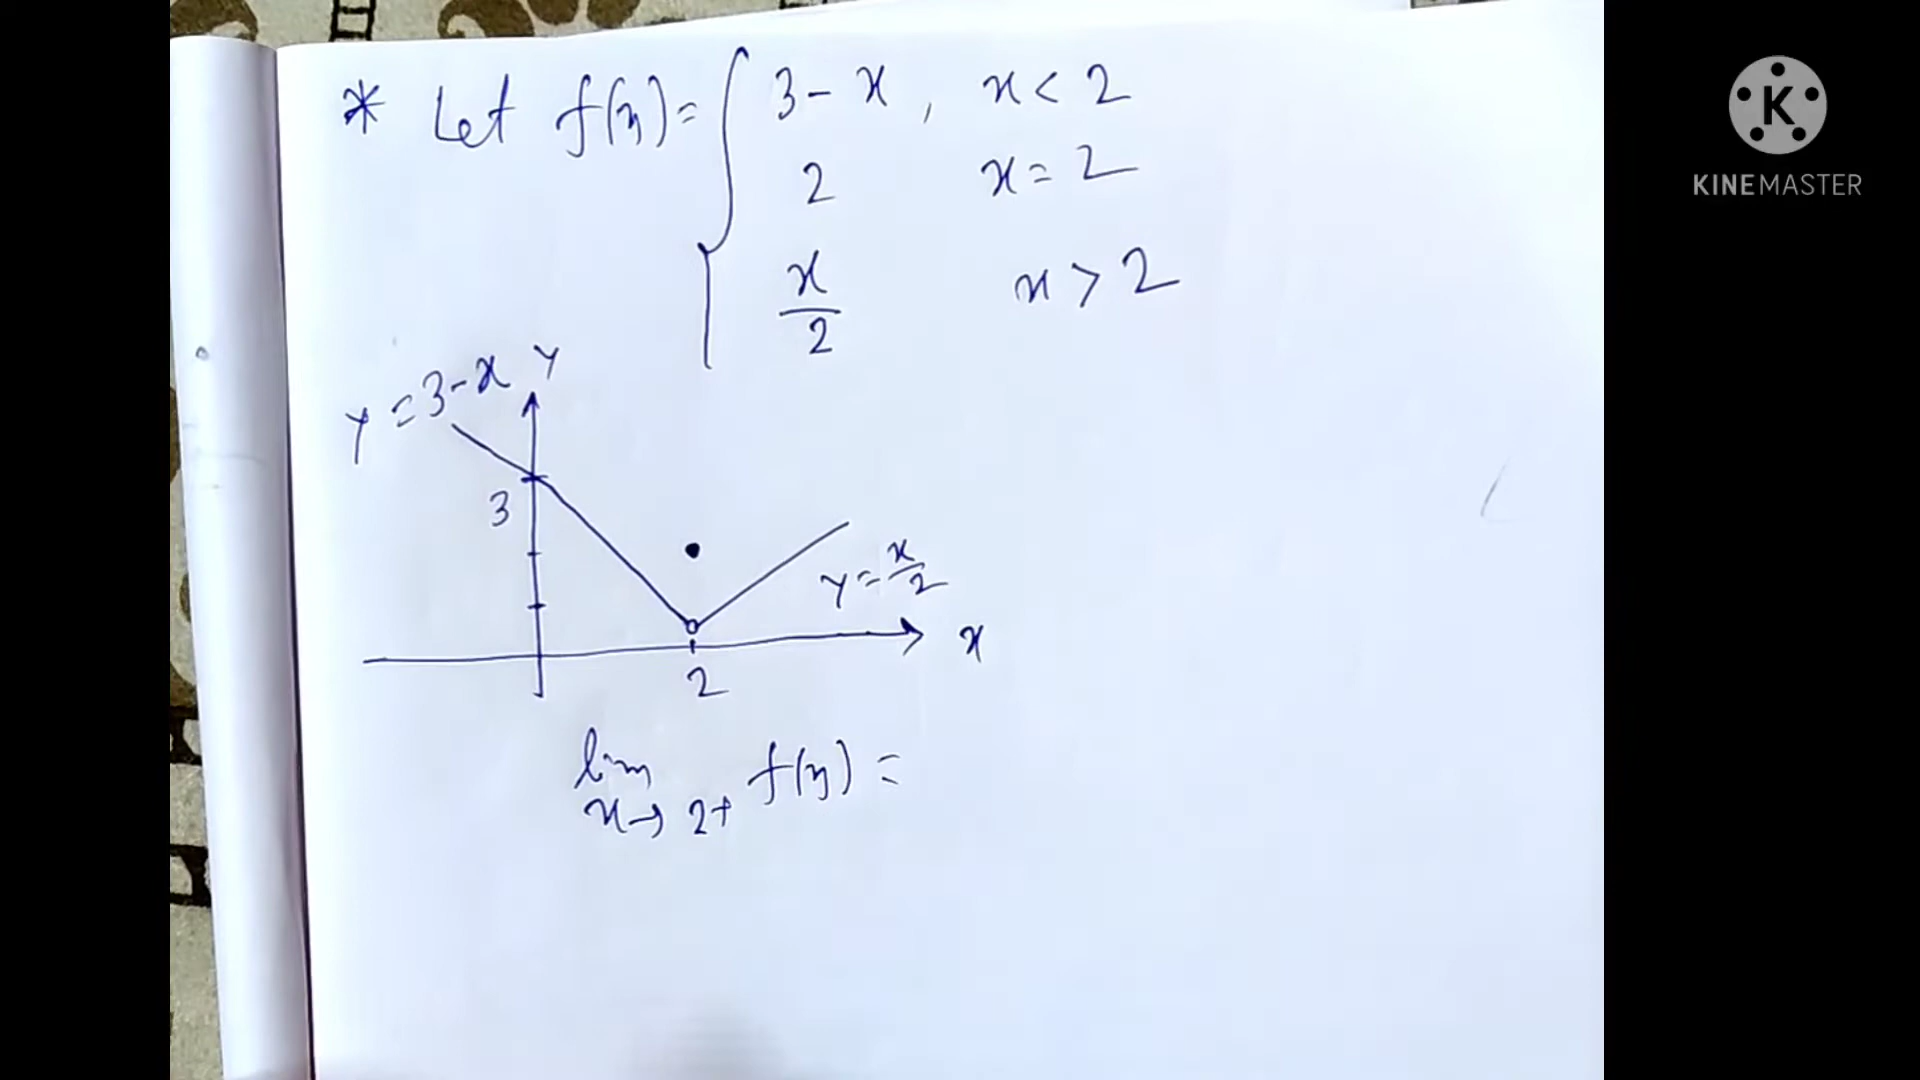 * Let f(x) = { 3 - x , x < 2
2 x = 2
x/2 x > 2
y = 3 - x
Y
3
y = x/2
x
2
lim x→2+ f(x) =
K
KINEMASTER